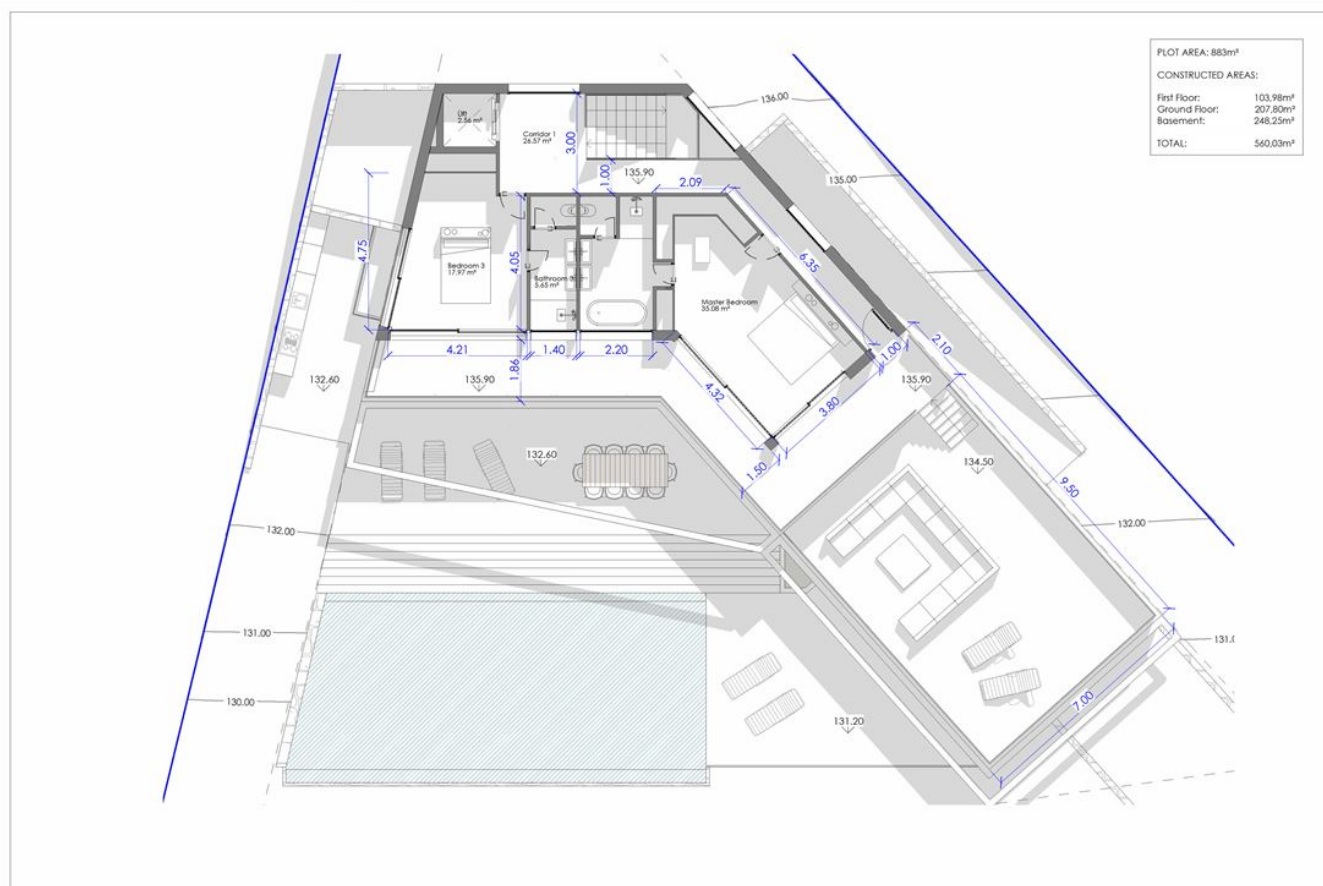 PLOT AREA: 883m²
CONSTRUCTED AREAS:
First Floor: 103,98m²
Ground Floor: 207,80m²
Basement: 248,25m²
TOTAL: 560,03m²
136.00
Lift
2.56 m²
Corridor 1
26.57 m²
3.00
1.00
135.90
2.09
135.00
4.75
4.05
Bedroom 3
17.97 m²
Bathroom 3
5.65 m²
6.35
Master Bedroom
35.08 m²
4.21
1.40
2.20
1.86
1.00
2.10
132.60
135.90
4.32
3.80
135.90
132.60
1.50
134.50
9.50
132.00
132.00
131.00
131.0
130.00
7.00
131.20